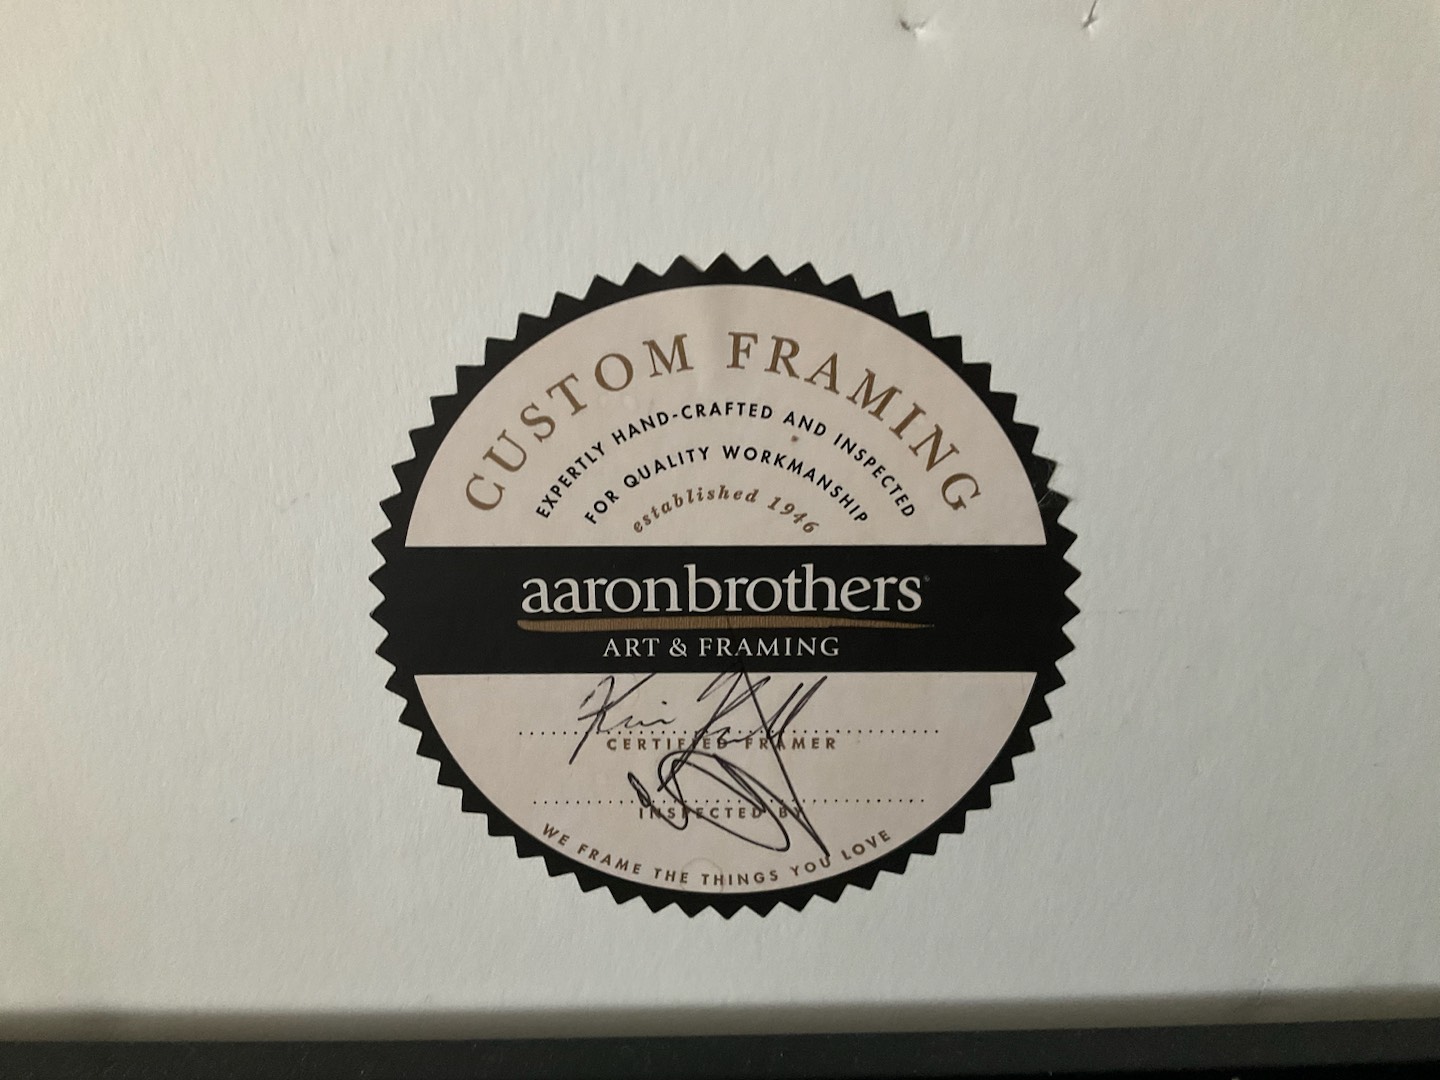 CUSTOM FRAMING
EXPERTLY HAND-CRAFTED AND INSPECTED
FOR QUALITY WORKMANSHIP
established 1946
aaronbrothers
ART & FRAMING
CERTIFIED FRAMER
INSPECTED BY
WE FRAME THE THINGS YOU LOVE